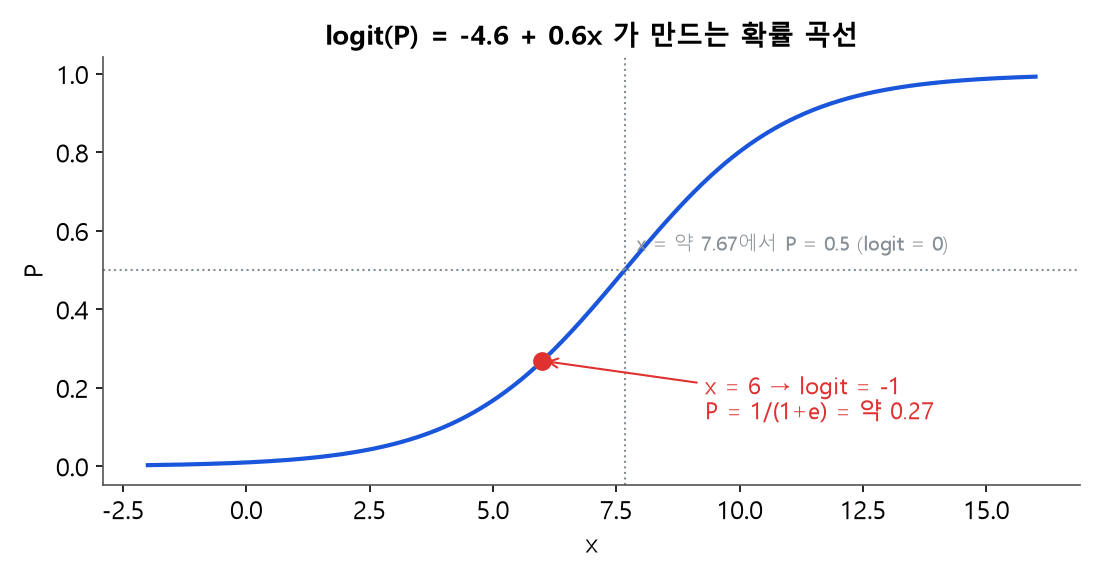 logit(P) = -4.6 + 0.6x 가 만드는 확률 곡선
P
1.0
0.8
0.6
0.4
0.2
0.0
x = 약 7.67에서 P = 0.5 (logit = 0)
x = 6 → logit = -1
P = 1/(1+e) = 약 0.27
-2.5 0.0 2.5 5.0 7.5 10.0 12.5 15.0
x